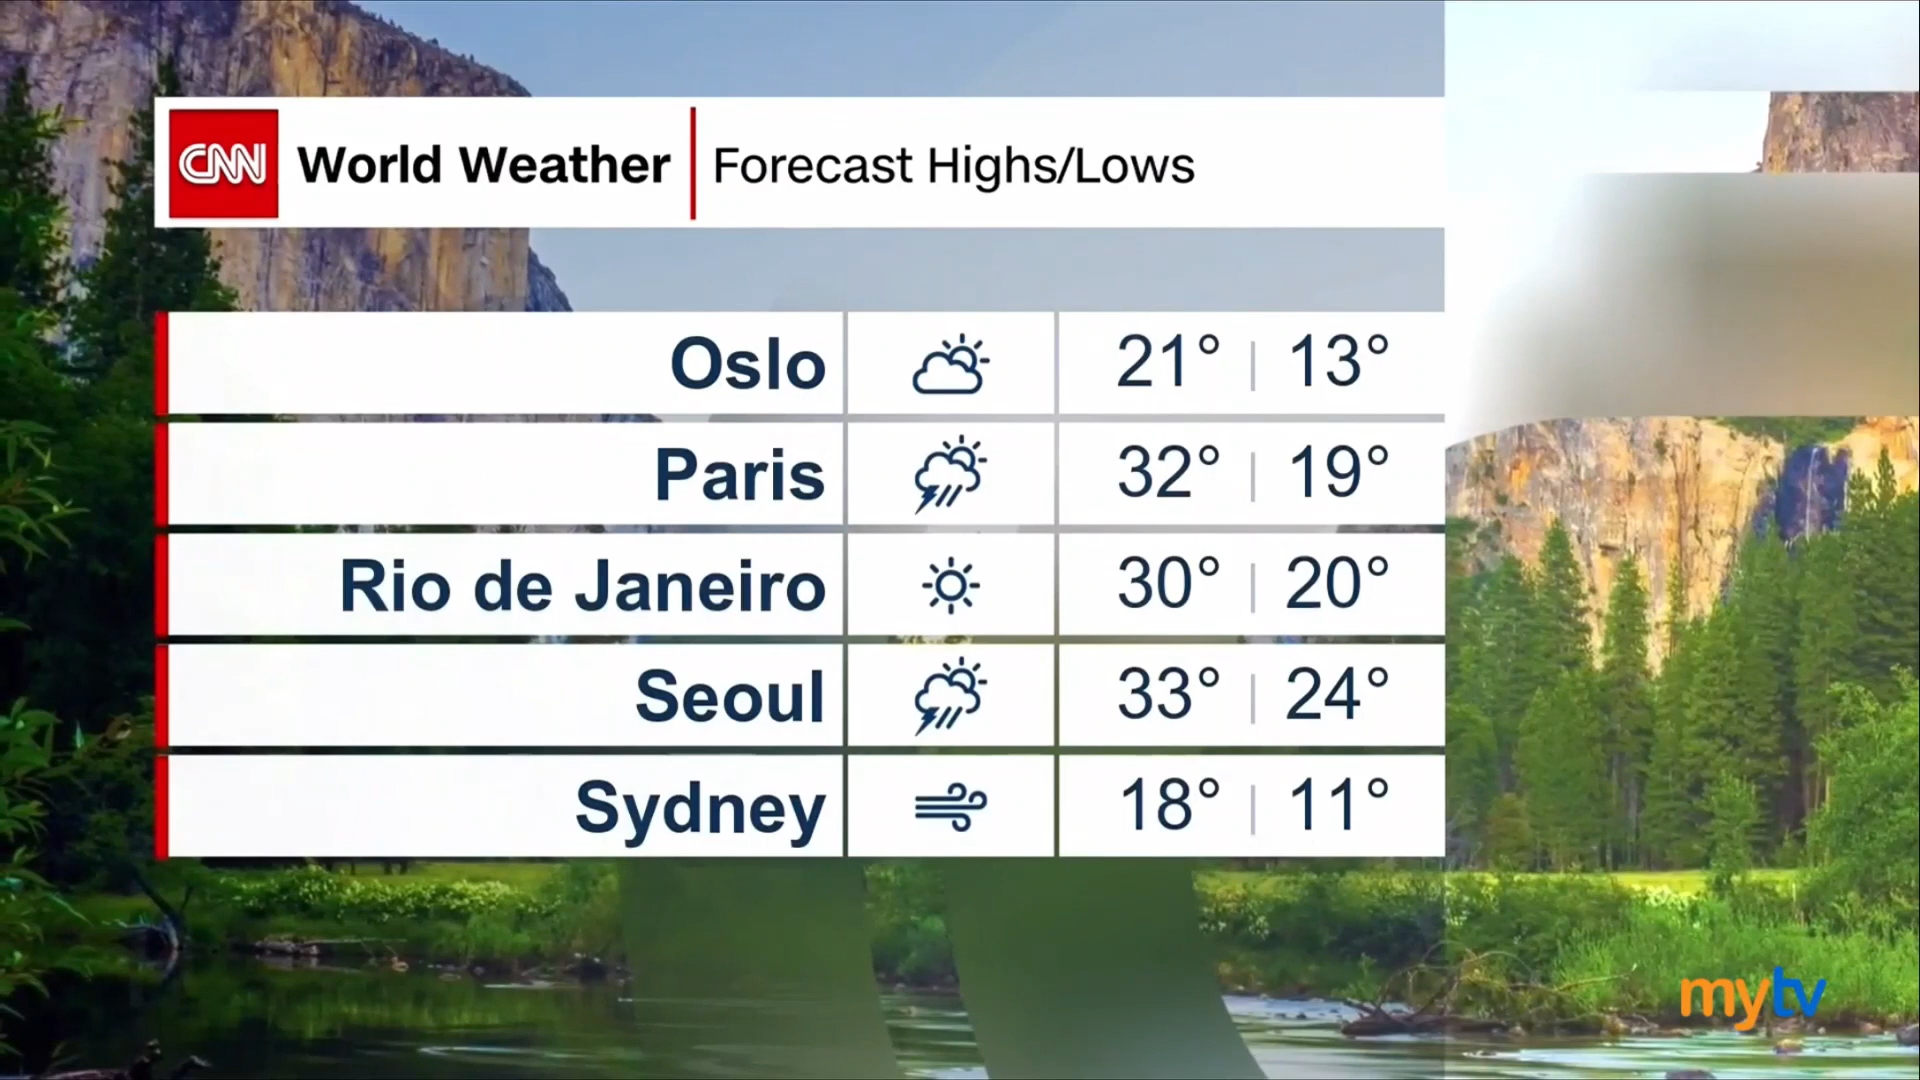 CNN World Weather | Forecast Highs/Lows
Oslo 21° | 13°
Paris 32° | 19°
Rio de Janeiro 30° | 20°
Seoul 33° | 24°
Sydney 18° | 11°
mytv